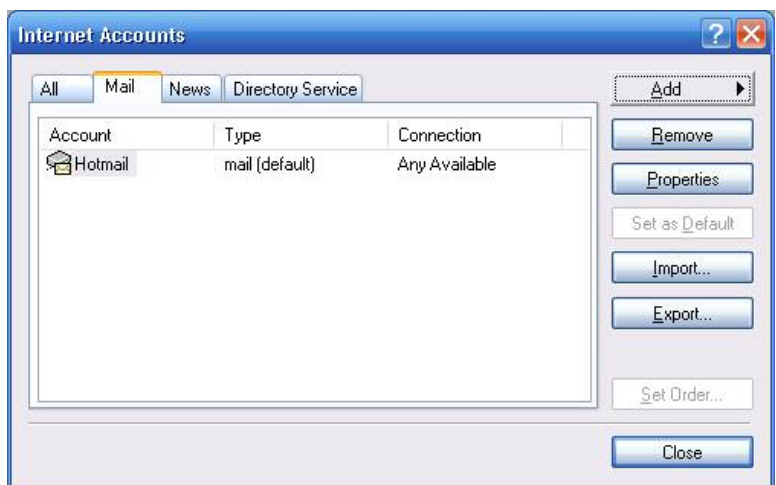 Internet Accounts
All Mail News Directory Service
Account Type Connection
Hotmail mail (default) Any Available
Add
Remove
Properties
Set as Default
Import...
Export...
Set Order...
Close